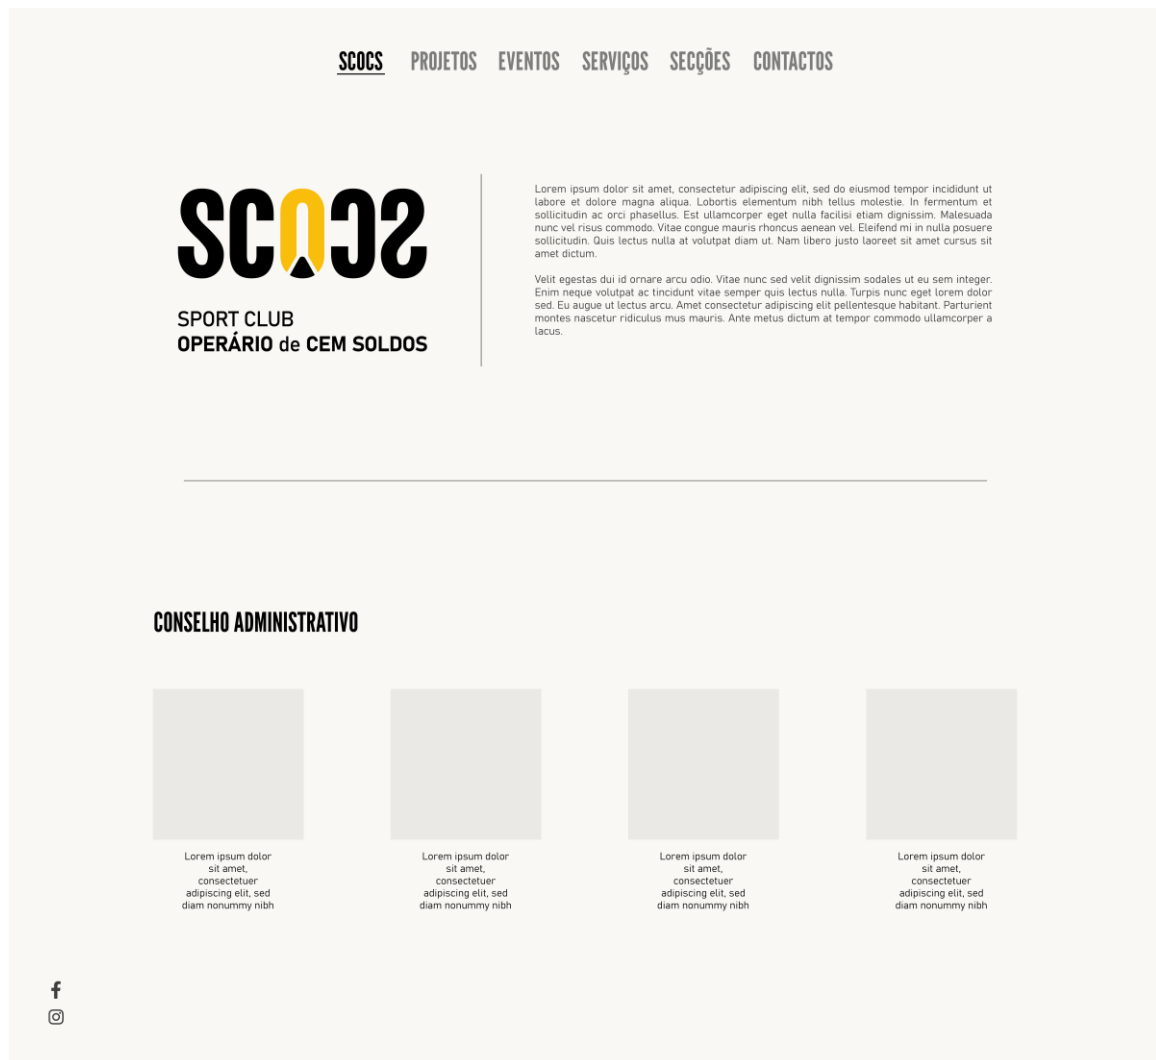 SCOCS PROJETOS EVENTOS SERVIÇOS SECÇÕES CONTACTOS
SCOCS
SPORT CLUB
OPERÁRIO de CEM SOLDOS
Lorem ipsum dolor sit amet, consectetur adipiscing elit, sed do eiusmod tempor incididunt ut
labore et dolore magna aliqua. Lobortis elementum nibh tellus molestie. In fermentum et
sollicitudin ac orci phasellus. Est ullamcorper eget nulla facilisi etiam dignissim. Malesuada
nunc vel risus commodo. Vitae congue mauris rhoncus aenean vel. Eleifend mi in nulla posuere
sollicitudin. Quis lectus nulla at volutpat diam ut. Nam libero justo laoreet sit amet cursus sit
amet dictum.
Velit egestas dui id ornare arcu odio. Vitae nunc sed velit dignissim sodales ut eu sem integer.
Enim neque volutpat ac tincidunt vitae semper quis lectus nulla. Turpis nunc eget lorem dolor
sed. Eu augue ut lectus arcu. Amet consectetur adipiscing elit pellentesque habitant. Parturient
montes nascetur ridiculus mus mauris. Ante metus dictum at tempor commodo ullamcorper a
lacus.
CONSELHO ADMINISTRATIVO
Lorem ipsum dolor
sit amet,
consectetuer
adipiscing elit, sed
diam nonummy nibh
Lorem ipsum dolor
sit amet,
consectetuer
adipiscing elit, sed
diam nonummy nibh
Lorem ipsum dolor
sit amet,
consectetuer
adipiscing elit, sed
diam nonummy nibh
Lorem ipsum dolor
sit amet,
consectetuer
adipiscing elit, sed
diam nonummy nibh